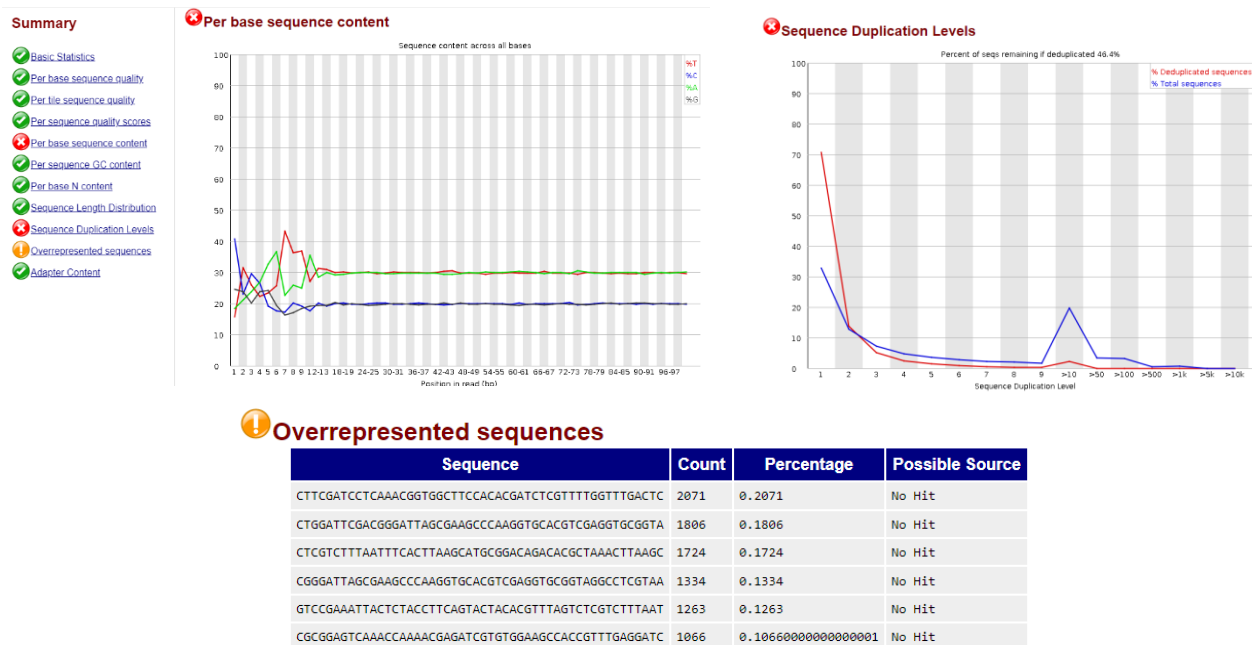 Summary
Basic Statistics
Per base sequence quality
Per tile sequence quality
Per sequence quality scores
Per base sequence content
Per sequence GC content
Per base N content
Sequence Length Distribution
Sequence Duplication Levels
Overrepresented sequences
Adapter Content
Per base sequence content
Sequence content across all bases
%T
%C
%A
%G
100
90
80
70
60
50
40
30
20
10
0
1 2 3 4 5 6 7 8 9 12-13 18-19 24-25 30-31 36-37 42-43 48-49 54-55 60-61 66-67 72-73 78-79 84-85 90-91 96-97
Position in read (bp)
Sequence Duplication Levels
Percent of seqs remaining if deduplicated 46.4%
% Deduplicated sequences
% Total sequences
100
90
80
70
60
50
40
30
20
10
0
1 2 3 4 5 6 7 8 9 >10 >50 >100 >500 >1k >5k >10k
Sequence Duplication Level
Overrepresented sequences
Sequence Count Percentage Possible Source
CTTCGATCCTCAAACGGTGGCTTCCACACGATCTCGTTTTGGTTTGACTC 2071 0.2071 No Hit
CTGGATTCGACGGGATTAGCGAAGCCCAAGGTGCACGTCGAGGTGCGGTA 1806 0.1806 No Hit
CTCGTCTTTAATTTCACTTAAGCATGCGGACAGACACGCTAAACTTAAGC 1724 0.1724 No Hit
CGGGATTAGCGAAGCCCAAGGTGCACGTCGAGGTGCGGTAGGCCTCGTAA 1334 0.1334 No Hit
GTCCGAAATTACTCTACCTTCAGTACTACACGTTTAGTCTCGTCTTTAAT 1263 0.1263 No Hit
CGCGGAGTCAAACCAAAACGAGATCGTGTGGAAGCCACCGTTTGAGGATC 1066 0.10660000000000001 No Hit